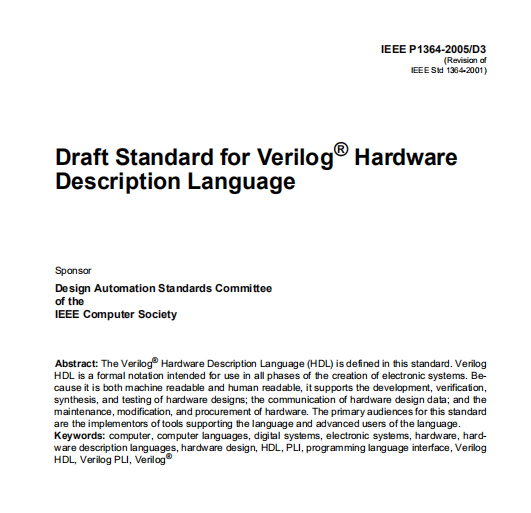 IEEE P1364-2005/D3
(Revision of
IEEE Std 1364-2001)
Draft Standard for Verilog® Hardware
Description Language
Sponsor
Design Automation Standards Committee
of the
IEEE Computer Society
Abstract: The Verilog® Hardware Description Language (HDL) is defined in this standard. Verilog
HDL is a formal notation intended for use in all phases of the creation of electronic systems. Be-
cause it is both machine readable and human readable, it supports the development, verification,
synthesis, and testing of hardware designs; the communication of hardware design data; and the
maintenance, modification, and procurement of hardware. The primary audiences for this standard
are the implementors of tools supporting the language and advanced users of the language.
Keywords: computer, computer languages, digital systems, electronic systems, hardware, hard-
ware description languages, hardware design, HDL, PLI, programming language interface, Verilog
HDL, Verilog PLI, Verilog®